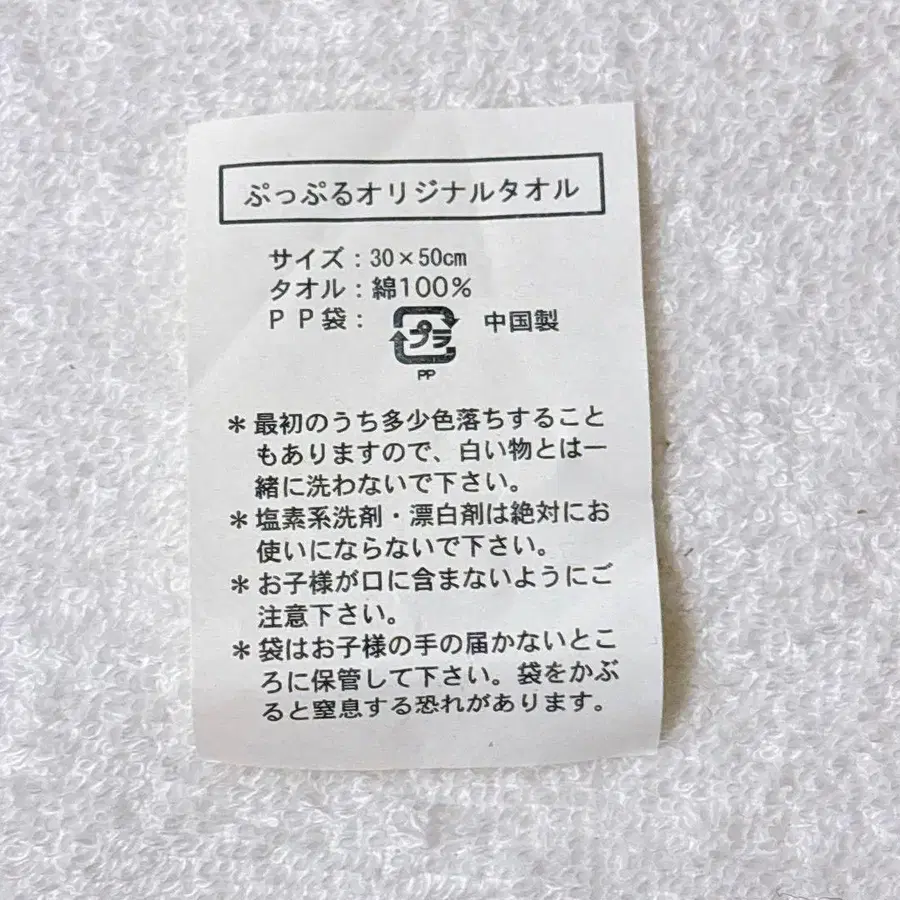 ぷっぷるオリジナルタオル
サイズ：30×50cm
タオル：綿100%
ＰＰ袋： プラ 中国製
PP
＊最初のうち多少色落ちすること
もありますので、白い物とは一
緒に洗わないで下さい。
＊塩素系洗剤・漂白剤は絶対にお
使いにならないで下さい。
＊お子様が口に含まないようにご
注意下さい。
＊袋はお子様の手の届かないとこ
ろに保管して下さい。袋をかぶ
ると窒息する恐れがあります。